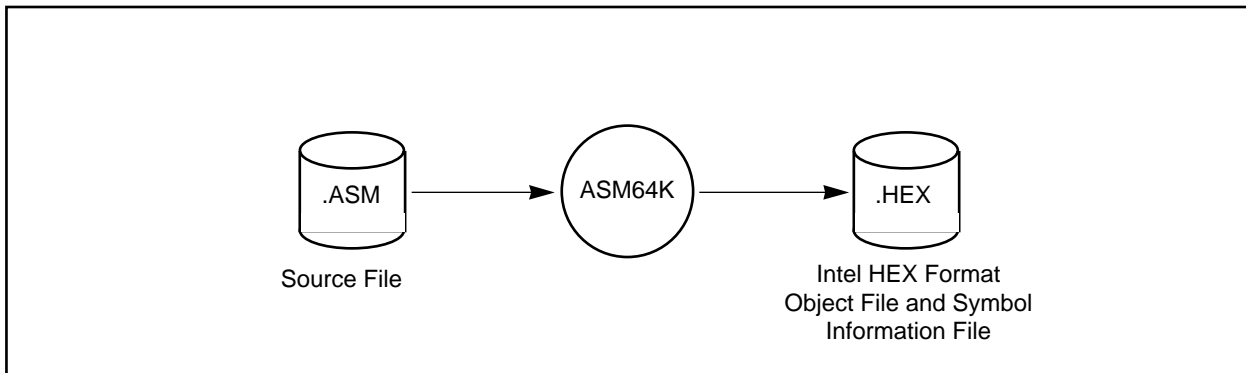 .ASM
ASM64K
.HEX
Source File
Intel HEX Format
Object File and Symbol
Information File